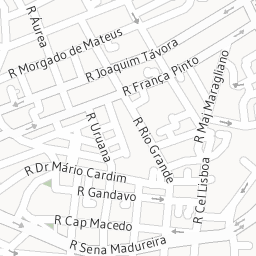 R Áurea
R Morgado de Mateus
R Joaquim Távora
R França Pinto
R Maj Maragliano
R Uruana
R Rio Grande
R Dr Mário Cardim
R Cel Lisboa
R Gandavo
R Cap Macedo
R Sena Madureira